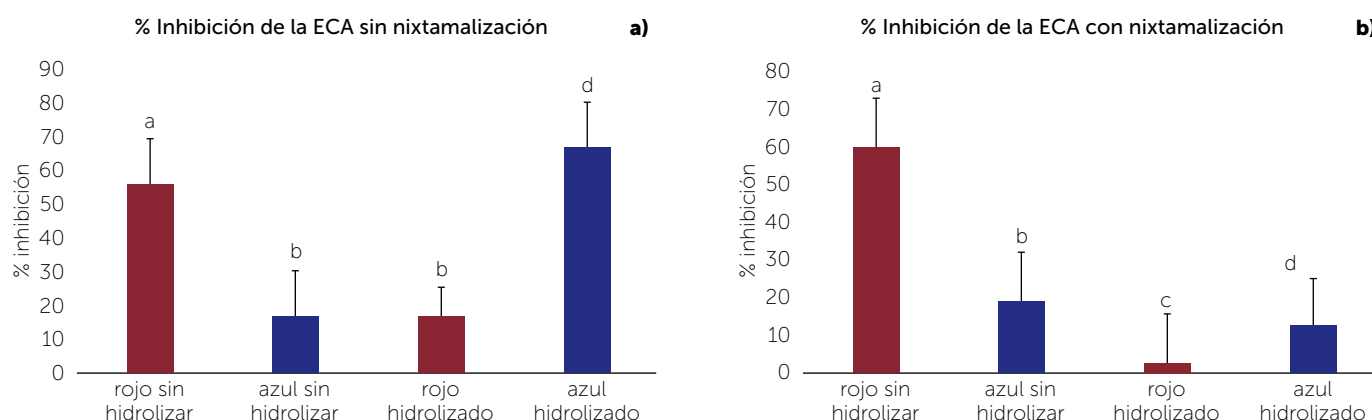 % Inhibición de la ECA sin nixtamalización
a)
90
80
70
60
50
40
30
20
10
0
% inhibición
a
b
b
d
rojo sin
hidrolizar
azul sin
hidrolizar
rojo
hidrolizado
azul
hidrolizado
% Inhibición de la ECA con nixtamalización
b)
80
70
60
50
40
30
20
10
0
% inhibición
a
b
c
d
rojo sin
hidrolizar
azul sin
hidrolizar
rojo
hidrolizado
azul
hidrolizado